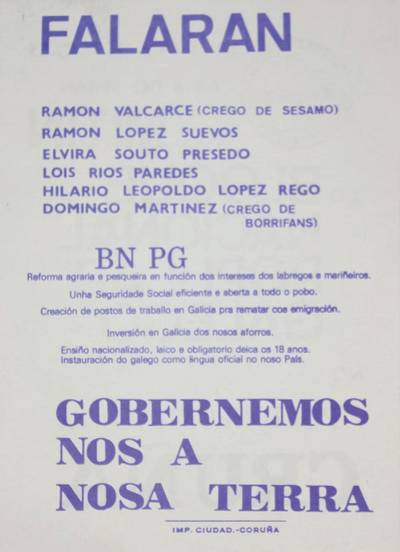 FALARAN
RAMON VALCARCE (CREGO DE SESAMO)
RAMON LOPEZ SUEVOS
ELVIRA SOUTO PRESEDO
LOIS RIOS PAREDES
HILARIO LEOPOLDO LOPEZ REGO
DOMINGO MARTINEZ (CREGO DE
BORRIFANS)
BN PG
Reforma agraria e pesqueira en función dos intereses dos labregos e mariñeiros.
Unha Seguridade Social eficiente e aberta a todo o pobo.
Creación de postos de traballo en Galicia pra rematar coa emigración.
Inversión en Galicia dos nosos aforros.
Ensiño nacionalizado, laico e obligatorio deica os 18 anos.
Instauración do galego como lingua oficial no noso País.
GOBERNEMOS
NOS A
NOSA TERRA
IMP. CIUDAD.-CORUÑA